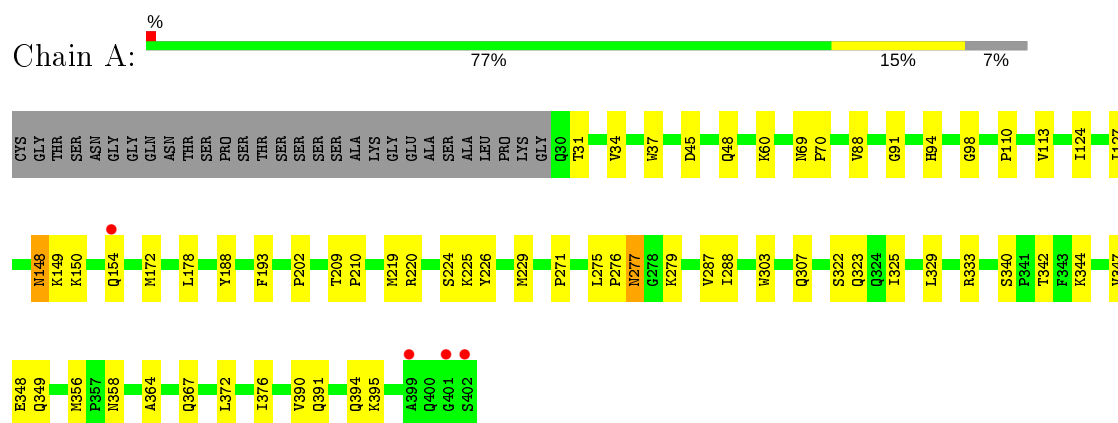 %
Chain A:
77% 15% 7%
CYS GLY THR SER ASN GLY GLY GLN ASN THR SER PRO SER THR SER SER SER SER ALA LYS GLY GLU ALA SER ALA LEU PRO LYS GLY Q30 T31 V34 W37 D45 Q48 K60 N69 P70 V88 G91 H94 G98 P110 V113 I124 I127
N148 K149 K150 Q154 M172 L178 Y188 F193 P202 T209 P210 M219 R220 S224 K225 Y226 M229 P271 L275 P276 N277 G278 K279 V287 I288 W303 Q307 S322 Q323 Q324 I325 L329 R333 S340 P341 T342 F343 K344 V347
E348 Q349 M356 P357 N358 A364 Q367 L372 I376 V390 Q391 Q394 K395 A399 Q400 G401 S402